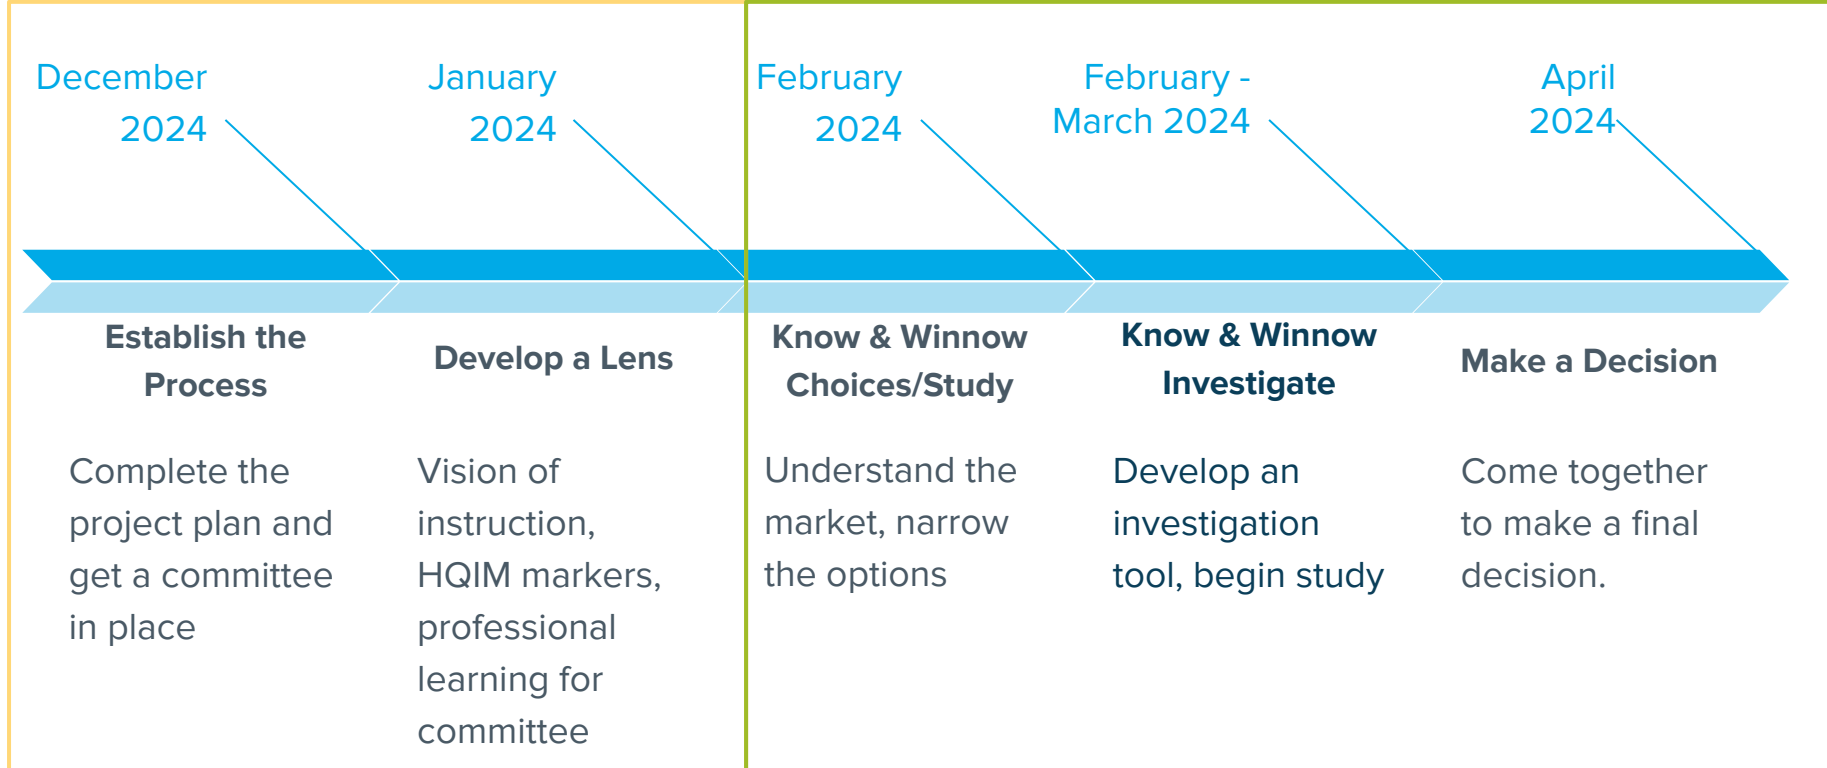 December
2024
January
2024
February
2024
February -
March 2024
April
2024
Establish the
Process
Develop a Lens
Know & Winnow
Choices/Study
Know & Winnow
Investigate
Make a Decision
Complete the
project plan and
get a committee
in place
Vision of
instruction,
HQIM markers,
professional
learning for
committee
Understand the
market, narrow
the options
Develop an
investigation
tool, begin study
Come together
to make a final
decision.